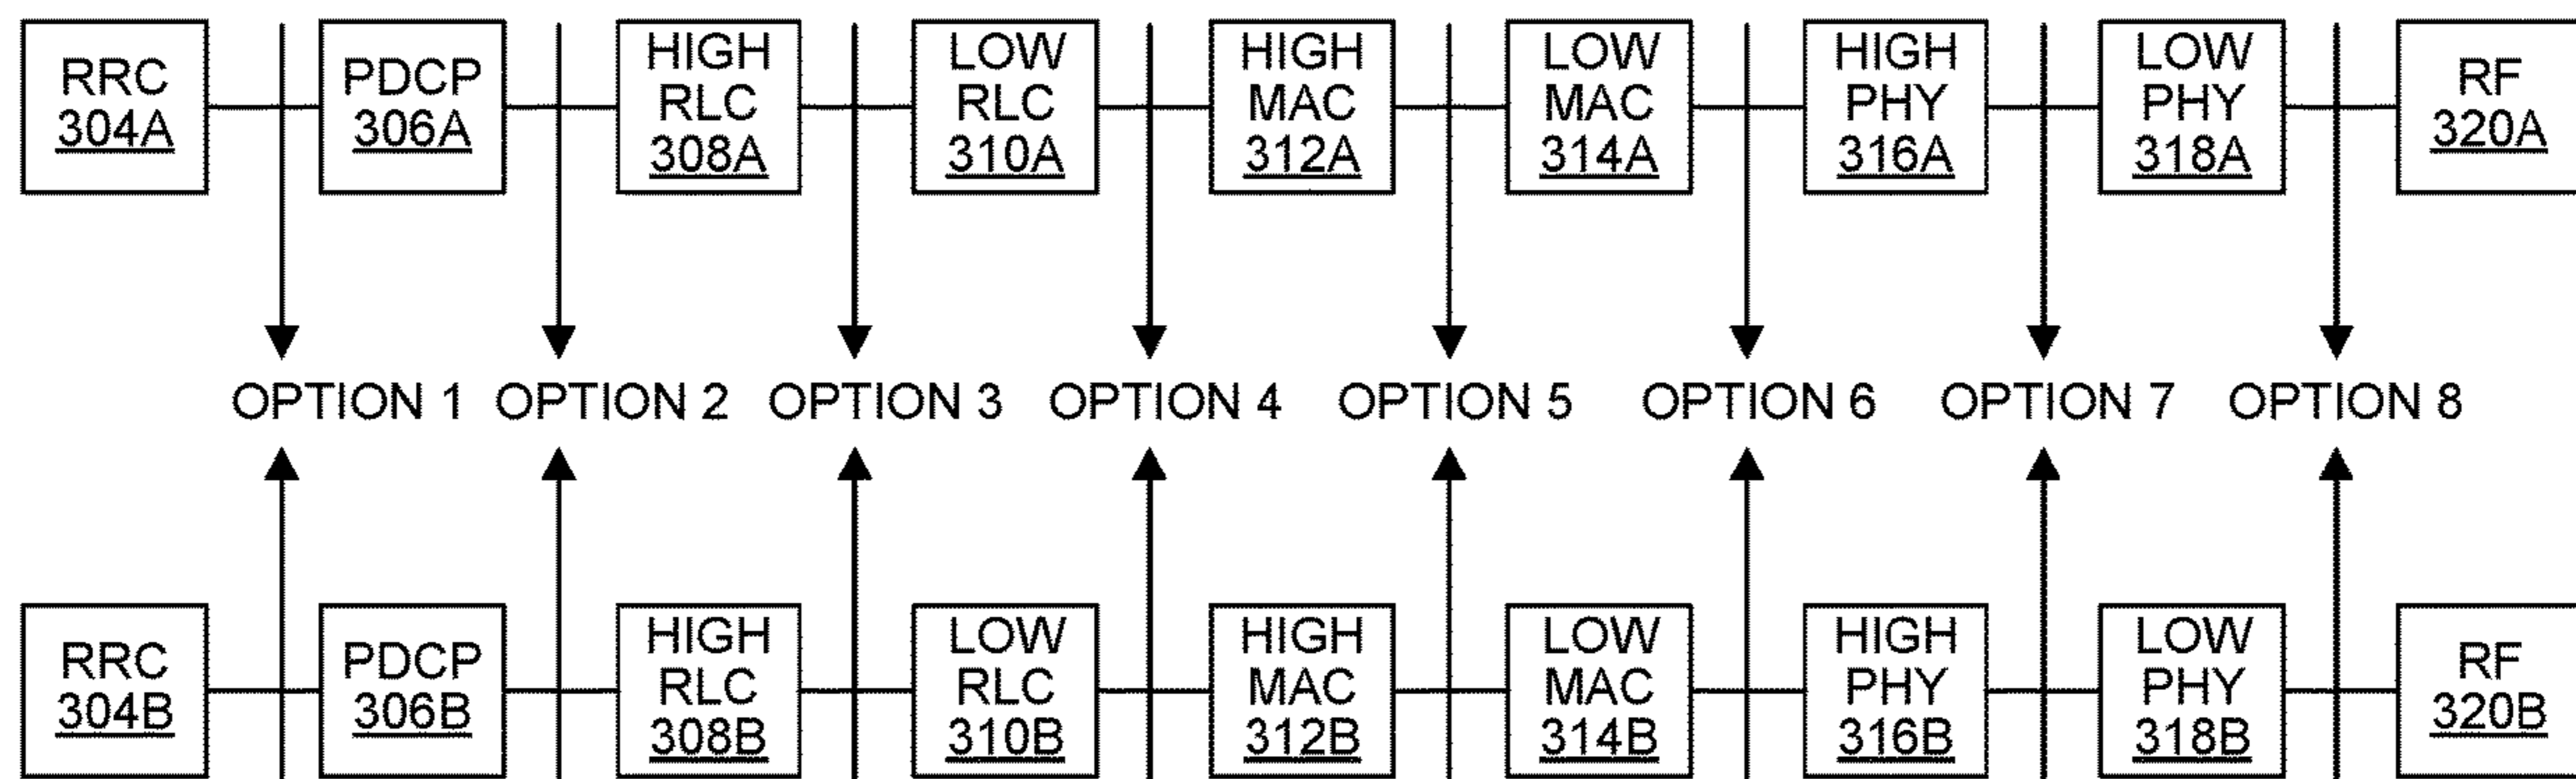 RRC
304A
PDCP
306A
HIGH
RLC
308A
LOW
RLC
310A
HIGH
MAC
312A
LOW
MAC
314A
HIGH
PHY
316A
LOW
PHY
318A
RF
320A
OPTION 1 OPTION 2 OPTION 3 OPTION 4 OPTION 5 OPTION 6 OPTION 7 OPTION 8
RRC
304B
PDCP
306B
HIGH
RLC
308B
LOW
RLC
310B
HIGH
MAC
312B
LOW
MAC
314B
HIGH
PHY
316B
LOW
PHY
318B
RF
320B